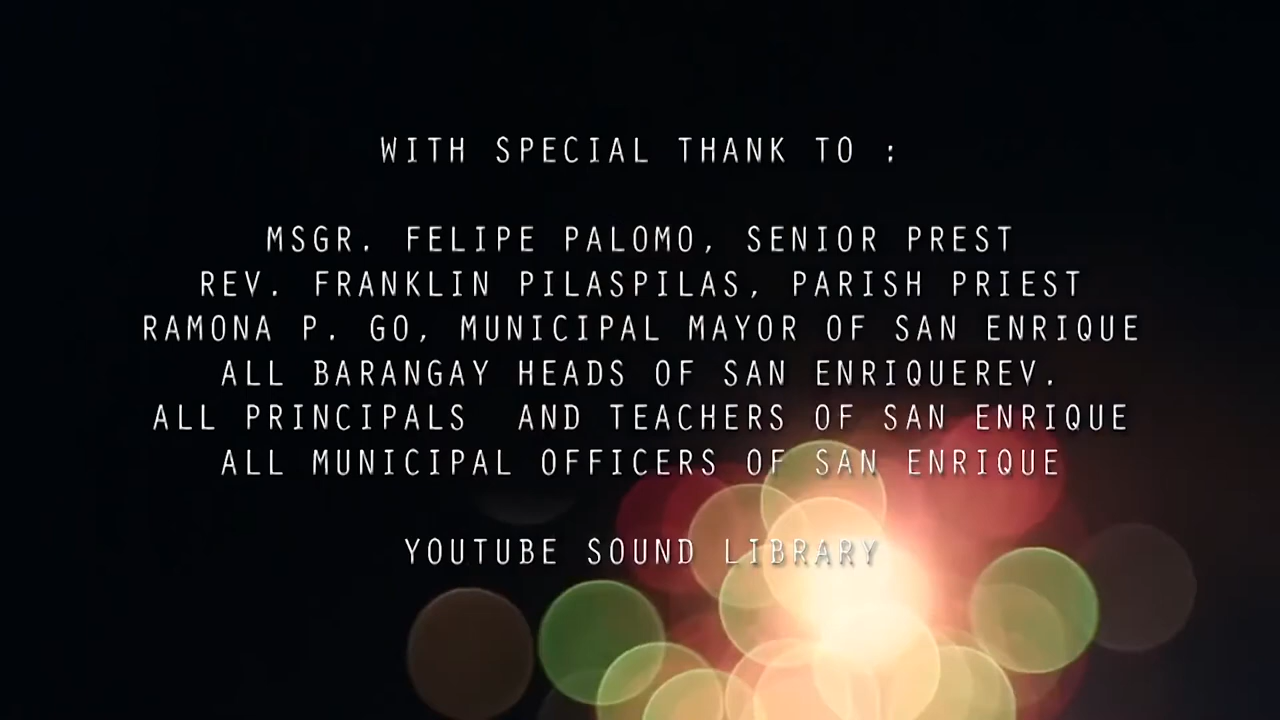 WITH SPECIAL THANK TO :
MSGR. FELIPE PALOMO, SENIOR PREST
REV. FRANKLIN PILASPILAS, PARISH PRIEST
RAMONA P. GO, MUNICIPAL MAYOR OF SAN ENRIQUE
ALL BARANGAY HEADS OF SAN ENRIQUEREV.
ALL PRINCIPALS  AND TEACHERS OF SAN ENRIQUE
ALL MUNICIPAL OFFICERS OF SAN ENRIQUE
YOUTUBE SOUND LIBRARY